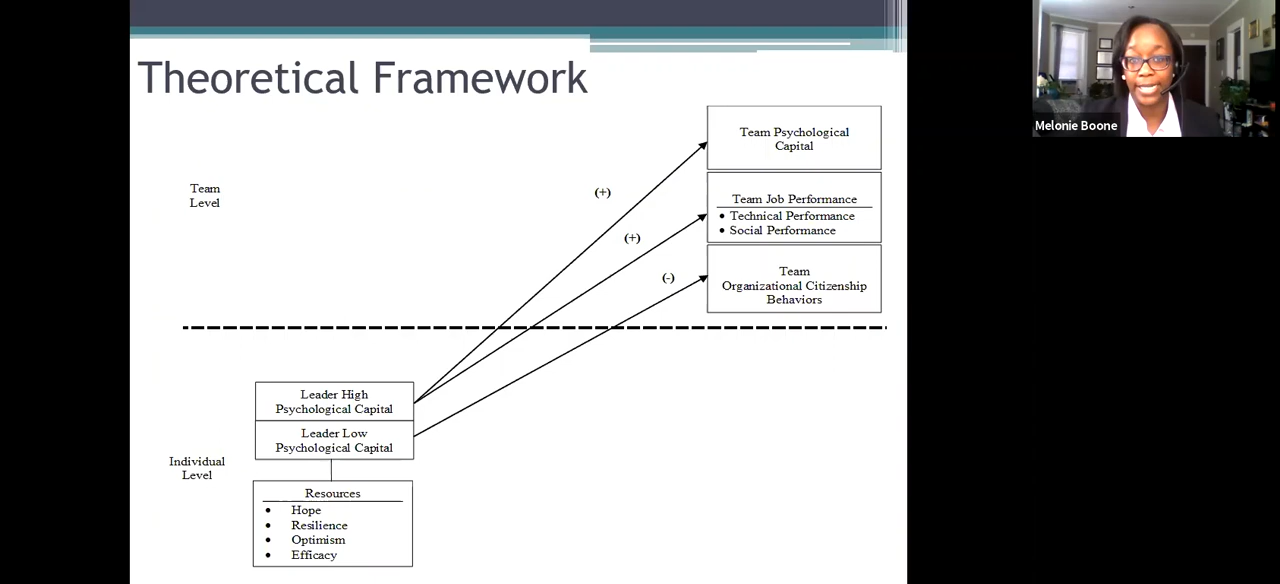 Theoretical Framework
Melonie Boone
Team Psychological
Capital
Team
Level
(+)
Team Job Performance
• Technical Performance
• Social Performance
(+)
(-)
Team
Organizational Citizenship
Behaviors
Leader High
Psychological Capital
Leader Low
Psychological Capital
Individual
Level
Resources
• Hope
• Resilience
• Optimism
• Efficacy